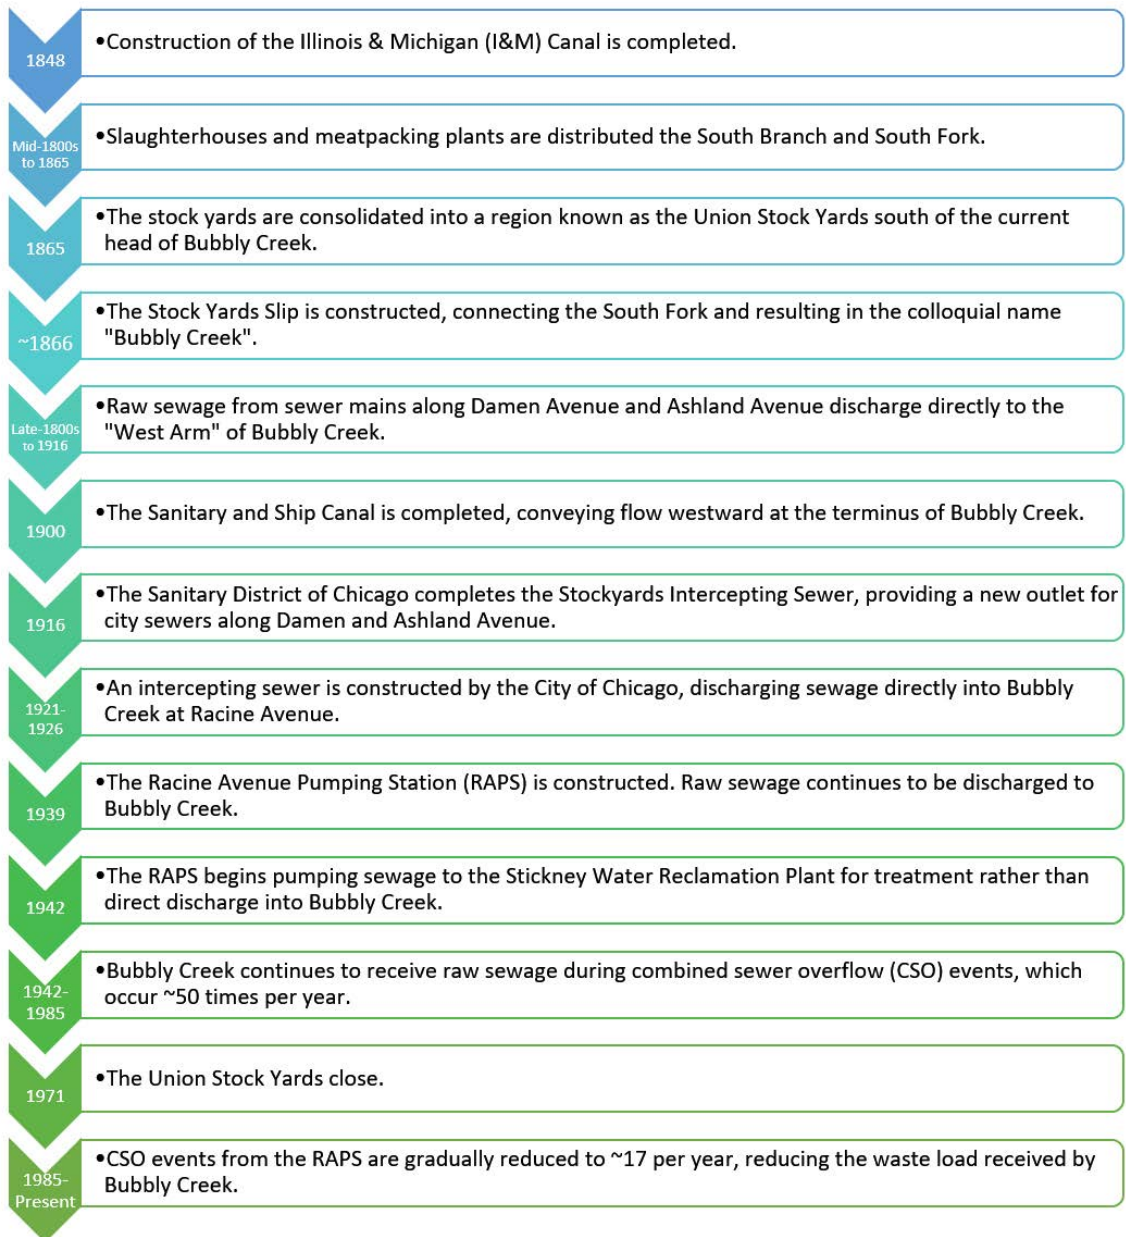 1848
•Construction of the Illinois & Michigan (I&M) Canal is completed.
Mid-1800s
to 1865
•Slaughterhouses and meatpacking plants are distributed the South Branch and South Fork.
1865
•The stock yards are consolidated into a region known as the Union Stock Yards south of the current
head of Bubbly Creek.
~1866
•The Stock Yards Slip is constructed, connecting the South Fork and resulting in the colloquial name
"Bubbly Creek".
Late-1800s
to 1916
•Raw sewage from sewer mains along Damen Avenue and Ashland Avenue discharge directly to the
"West Arm" of Bubbly Creek.
1900
•The Sanitary and Ship Canal is completed, conveying flow westward at the terminus of Bubbly Creek.
1916
•The Sanitary District of Chicago completes the Stockyards Intercepting Sewer, providing a new outlet for
city sewers along Damen and Ashland Avenue.
1921-
1926
•An intercepting sewer is constructed by the City of Chicago, discharging sewage directly into Bubbly
Creek at Racine Avenue.
1939
•The Racine Avenue Pumping Station (RAPS) is constructed. Raw sewage continues to be discharged to
Bubbly Creek.
1942
•The RAPS begins pumping sewage to the Stickney Water Reclamation Plant for treatment rather than
direct discharge into Bubbly Creek.
1942-
1985
•Bubbly Creek continues to receive raw sewage during combined sewer overflow (CSO) events, which
occur ~50 times per year.
1971
•The Union Stock Yards close.
1985-
Present
•CSO events from the RAPS are gradually reduced to ~17 per year, reducing the waste load received by
Bubbly Creek.